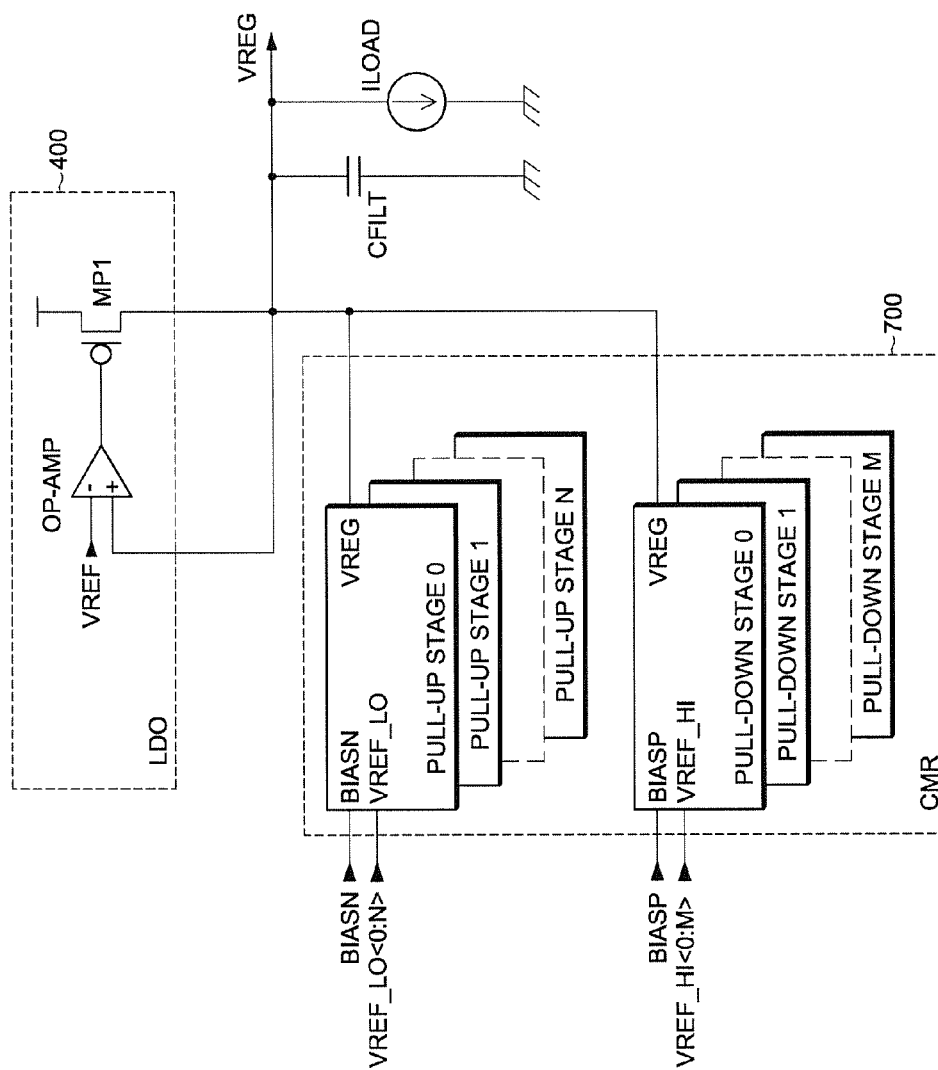 400
OP-AMP
VREF
-
+
MP1
LDO
VREG
CFILT
ILOAD
700
BIASN
VREF_LO<0:N>
BIASN
VREF_LO
VREG
PULL-UP STAGE 0
PULL-UP STAGE 1
PULL-UP STAGE N
BIASP
VREF_HI<0:M>
BIASP
VREF_HI
VREG
PULL-DOWN STAGE 0
PULL-DOWN STAGE 1
PULL-DOWN STAGE M
CMR